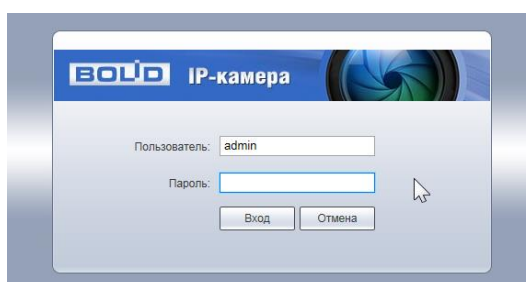 BOLID IP-камера
Пользователь: admin
Пароль:
Вход Отмена